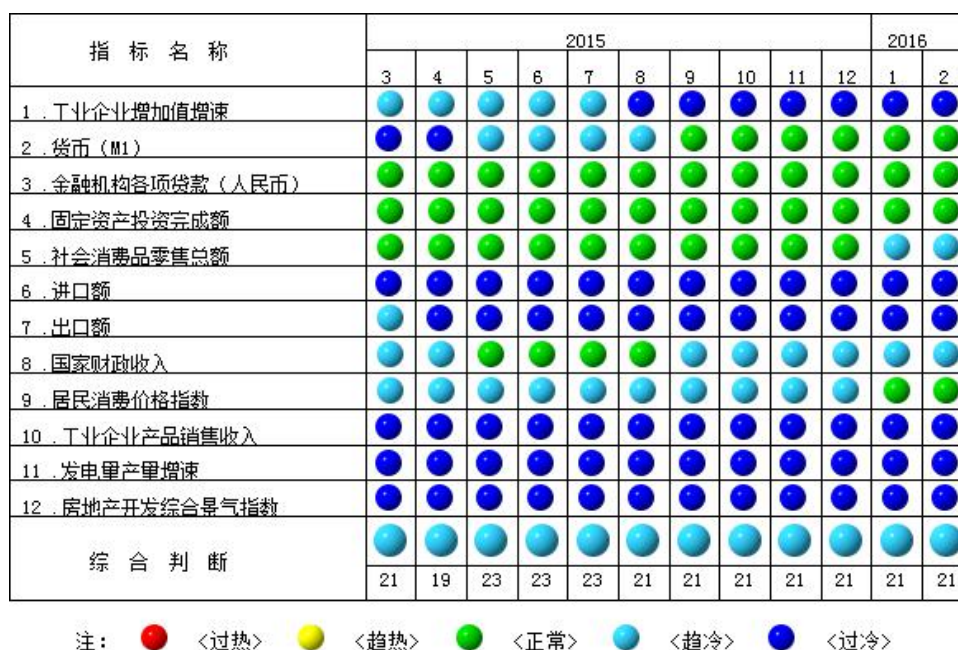 指 标 名 称 2015 2016
3 4 5 6 7 8 9 10 11 12 1 2
1 .工业企业增加值增速
2 .货币（M1）
3 .金融机构各项贷款（人民币）
4 .固定资产投资完成额
5 .社会消费品零售总额
6 .进口额
7 .出口额
8 .国家财政收入
9 .居民消费价格指数
10 .工业企业产品销售收入
11 .发电量产量增速
12 .房地产开发综合景气指数
综 合 判 断
21 19 23 23 23 21 21 21 21 21 21 21
注： <过热> <趋热> <正常> <趋冷> <过冷>